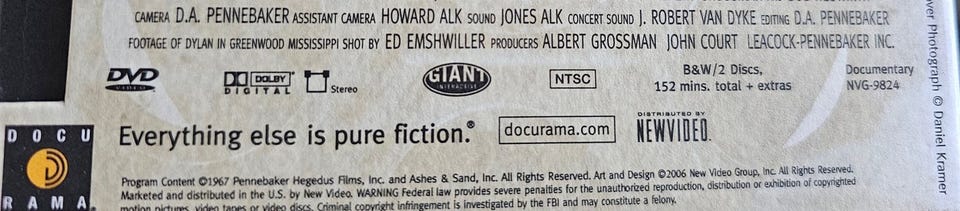 CAMERA D.A. PENNEBAKER ASSISTANT CAMERA HOWARD ALK SOUND JONES ALK CONCERT SOUND J. ROBERT VAN DYKE EDITING D.A. PENNEBAKER
FOOTAGE OF DYLAN IN GREENWOOD MISSISSIPPI SHOT BY ED EMSHWILLER PRODUCERS ALBERT GROSSMAN JOHN COURT LEACOCK-PENNEBAKER INC.
DVD
VIDEO
DOLBY
DIGITAL
Stereo
GIANT
INTERACTIVE
NTSC
B&W/2 Discs,
152 mins. total + extras
Documentary
NVG-9824
DOCU
RAMA
Everything else is pure fiction.®
docurama.com
DISTRIBUTED BY
NEWVIDEO
Program Content ©1967 Pennebaker Hegedus Films, Inc. and Ashes & Sand, Inc. All Rights Reserved. Art and Design ©2006 New Video Group, Inc. All Rights Reserved.
Marketed and distributed in the U.S. by New Video. WARNING Federal law provides severe penalties for the unauthorized reproduction, distribution or exhibition of copyrighted
motion pictures, video tapes or video discs. Criminal copyright infringement is investigated by the FBI and may constitute a felony.
Photograph © Daniel Kramer